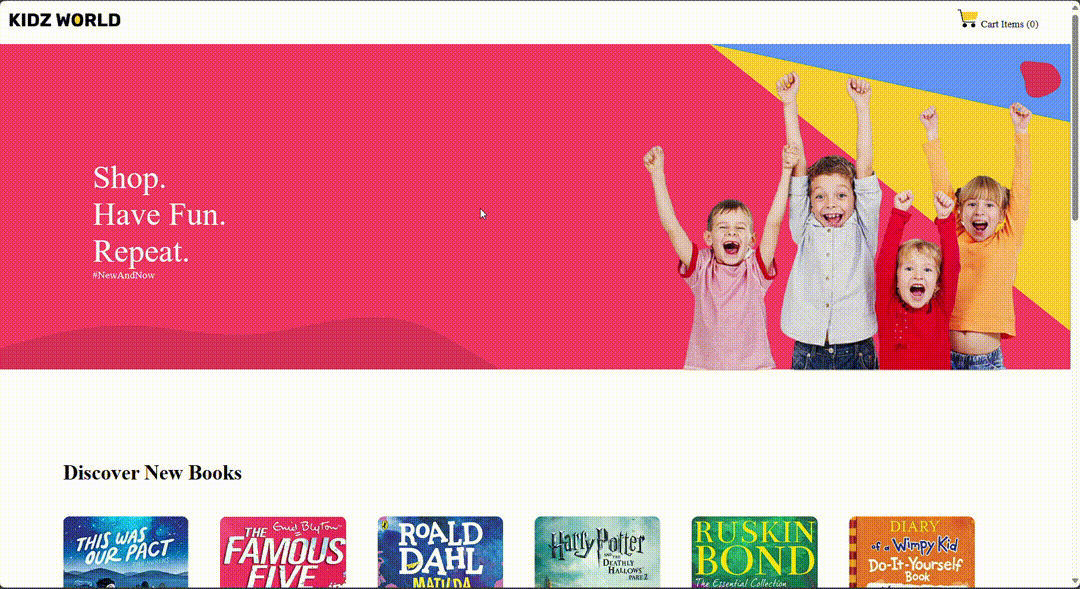 KIDZ WORLD
Cart Items (0)
Shop.
Have Fun.
Repeat.
#NewAndNow
Discover New Books
THIS WAS
OUR PACT
Enid Blyton
THE
FAMOUS
FIVE
ROALD
DAHL
MATILDA
Harry Potter
AND THE
DEATHLY
HALLOWS
PART 2
RUSKIN
BOND
The Essential Collection
DIARY
of a Wimpy Kid
Do-It-Yourself
Book